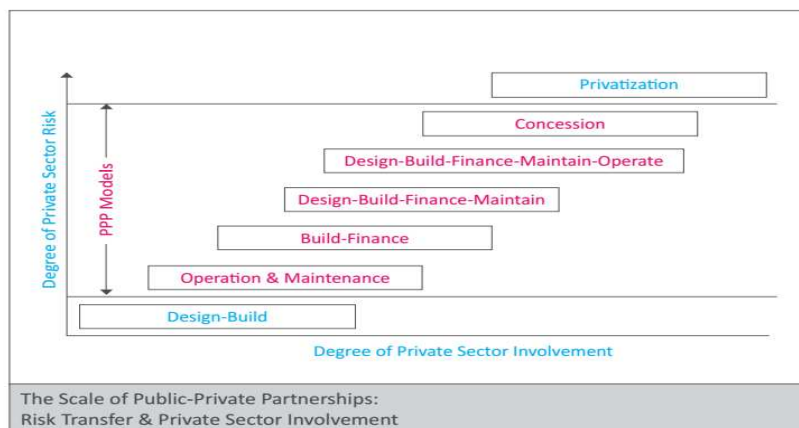 Privatization
Concession
Design-Build-Finance-Maintain-Operate
Design-Build-Finance-Maintain
Build-Finance
Operation & Maintenance
Design-Build
Degree of Private Sector Risk
PPP Models
Degree of Private Sector Involvement
The Scale of Public-Private Partnerships:
Risk Transfer & Private Sector Involvement